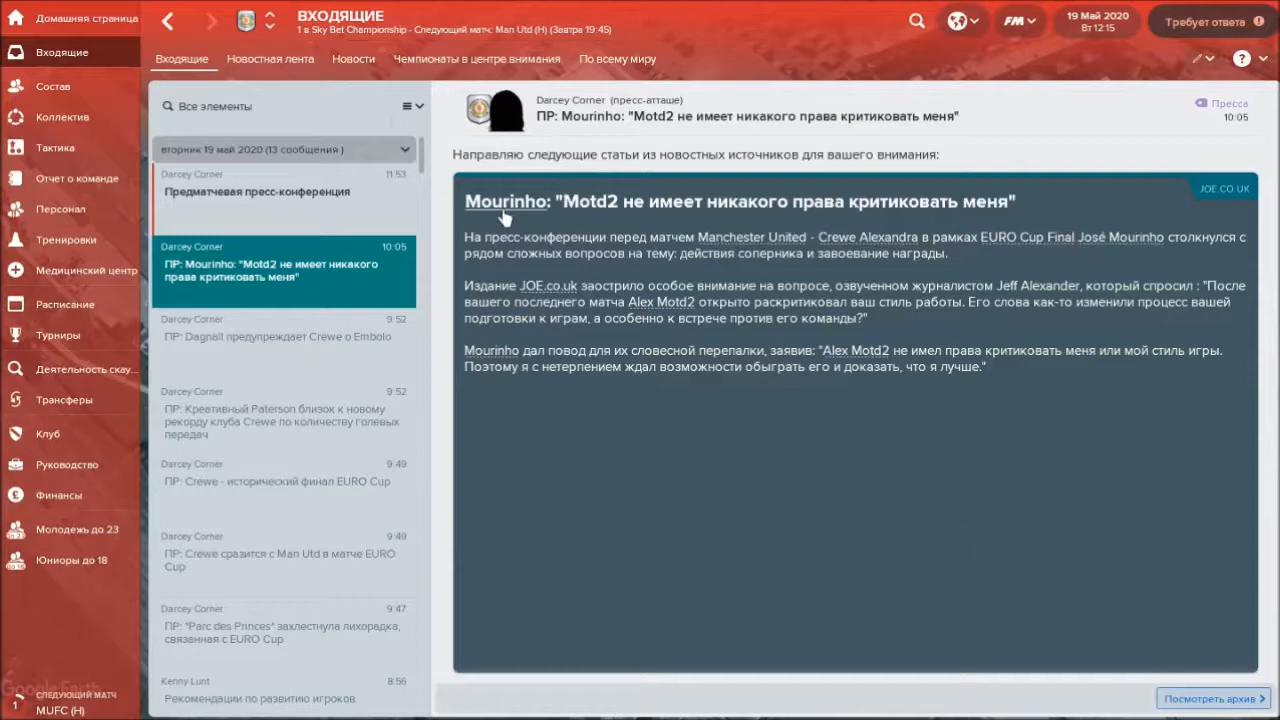 Домашняя страница
Входящие
Состав
Коллектив
Тактика
Отчет о команде
Персонал
Тренировки
Медицинский центр
Расписание
Турниры
Деятельность скау...
Трансферы
Клуб
Руководство
Финансы
Молодежь до 23
Юниоры до 18
Google Earth
1
СЛЕДУЮЩИЙ МАТЧ
MUFC (H)
ВХОДЯЩИЕ
1 в Sky Bet Championship - Следующий матч: Man Utd (H) (Завтра 19:45)
FM
19 Май 2020
Вт 12:15
Требует ответа
Входящие
Новостная лента
Новости
Чемпионаты в центре внимания
По всему миру
?
Все элементы
вторник 19 май 2020 (13 сообщения )
Darcey Corner 11:53
Предматчевая пресс-конференция
Darcey Corner 10:05
ПР: Mourinho: "Motd2 не имеет никакого
права критиковать меня"
Darcey Corner 9:52
ПР: Dagnall предупреждает Crewe о Embolo
Darcey Corner 9:52
ПР: Креативный Paterson близок к новому
рекорду клуба Crewe по количеству голевых
передач
Darcey Corner 9:49
ПР: Crewe - исторический финал EURO Cup
Darcey Corner 9:49
ПР: Crewe сразится с Man Utd в матче EURO
Cup
Darcey Corner 9:47
ПР: "Parc des Princes" захлестнула лихорадка,
связанная с EURO Cup
Kenny Lunt 8:56
Рекомендации по развитию игроков
Darcey Corner (пресс-атташе)
ПР: Mourinho: "Motd2 не имеет никакого права критиковать меня"
Пресса
10:05
Направляю следующие статьи из новостных источников для вашего внимания:
JOE.CO.UK
Mourinho: "Motd2 не имеет никакого права критиковать меня"
На пресс-конференции перед матчем Manchester United - Crewe Alexandra в рамках EURO Cup Final José Mourinho столкнулся с
рядом сложных вопросов на тему: действия соперника и завоевание награды.
Издание JOE.co.uk заострило особое внимание на вопросе, озвученном журналистом Jeff Alexander, который спросил : "После
вашего последнего матча Alex Motd2 открыто раскритиковал ваш стиль работы. Его слова как-то изменили процесс вашей
подготовки к играм, а особенно к встрече против его команды?"
Mourinho дал повод для их словесной перепалки, заявив: "Alex Motd2 не имел права критиковать меня или мой стиль игры.
Поэтому я с нетерпением ждал возможности обыграть его и доказать, что я лучше."
Посмотреть архив